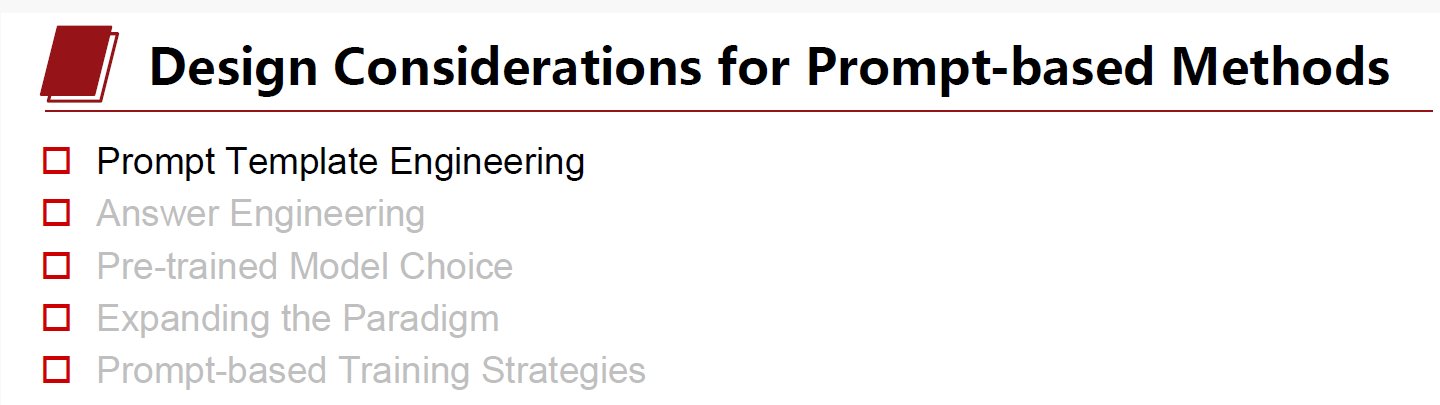 Design Considerations for Prompt-based Methods
Prompt Template Engineering
Answer Engineering
Pre-trained Model Choice
Expanding the Paradigm
Prompt-based Training Strategies